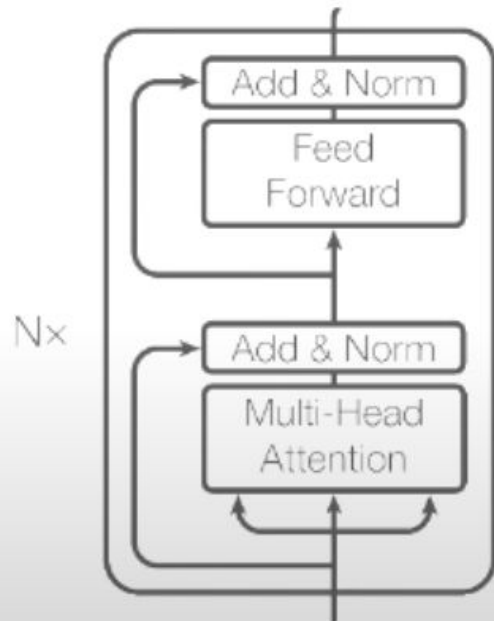 Add & Norm
Feed
Forward
Nx
Add & Norm
Multi-Head
Attention